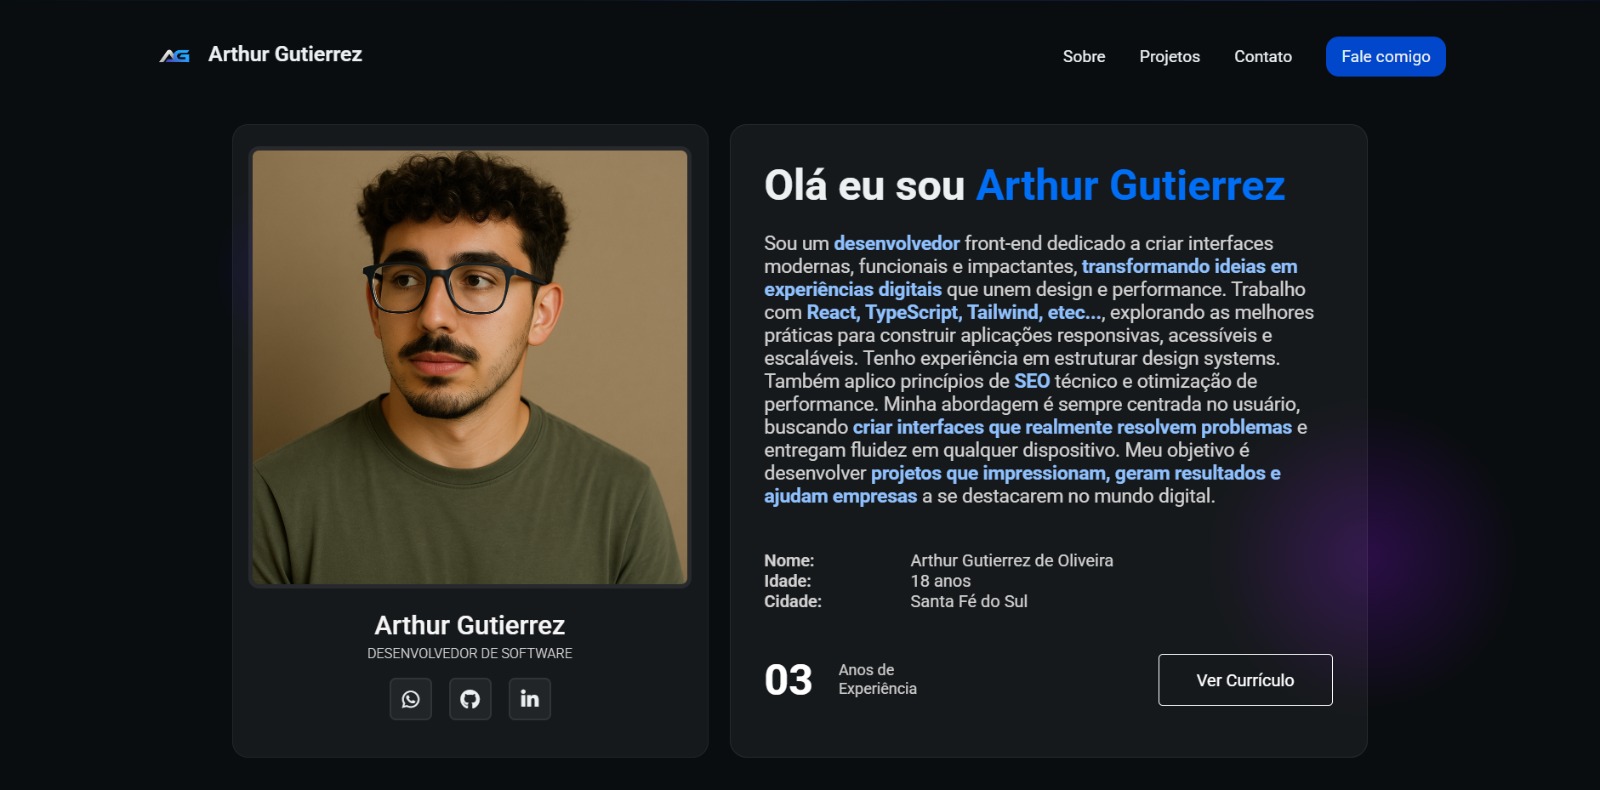 AG Arthur Gutierrez
Sobre Projetos Contato Fale comigo
Arthur Gutierrez
DESENVOLVEDOR DE SOFTWARE
Olá eu sou Arthur Gutierrez
Sou um desenvolvedor front-end dedicado a criar interfaces
modernas, funcionais e impactantes, transformando ideias em
experiências digitais que unem design e performance. Trabalho
com React, TypeScript, Tailwind, etec..., explorando as melhores
práticas para construir aplicações responsivas, acessíveis e
escaláveis. Tenho experiência em estruturar design systems.
Também aplico princípios de SEO técnico e otimização de
performance. Minha abordagem é sempre centrada no usuário,
buscando criar interfaces que realmente resolvem problemas e
entregam fluidez em qualquer dispositivo. Meu objetivo é
desenvolver projetos que impressionam, geram resultados e
ajudam empresas a se destacarem no mundo digital.
Nome: Arthur Gutierrez de Oliveira
Idade: 18 anos
Cidade: Santa Fé do Sul
03 Anos de
Experiência
Ver Currículo